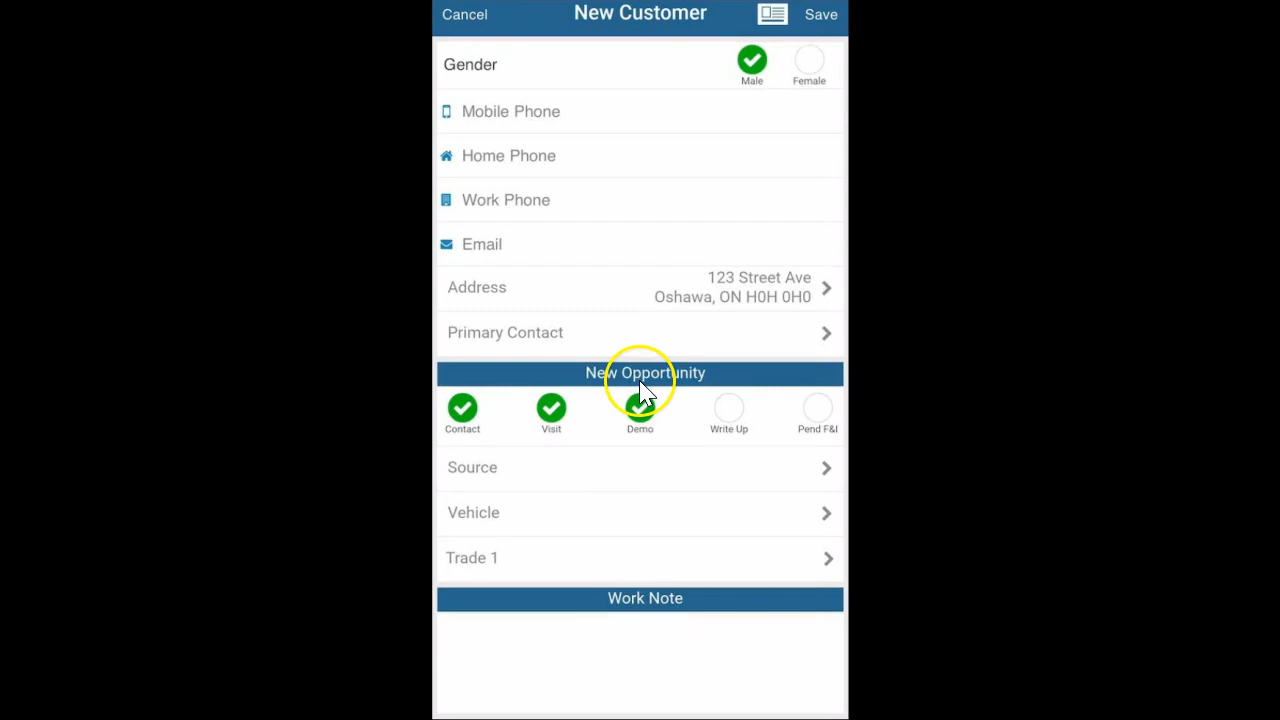 Cancel New Customer Save
Gender
Male Female
Mobile Phone
Home Phone
Work Phone
Email
Address
123 Street Ave
Oshawa, ON H0H 0H0
Primary Contact
New Opportunity
Contact Visit Demo Write Up Pend F&I
Source
Vehicle
Trade 1
Work Note